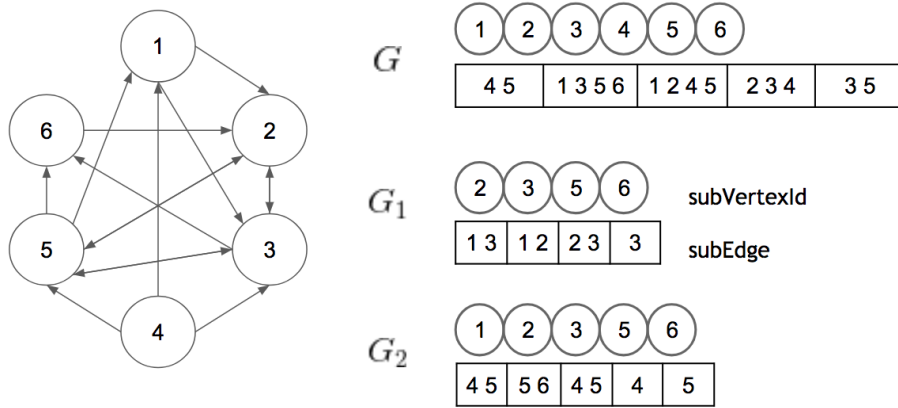 1
6
2
5
3
4
G
1 2 3 4 5 6
4 5 1 3 5 6 1 2 4 5 2 3 4 3 5
G1
2 3 5 6 subVertexId
1 3 1 2 2 3 3 subEdge
G2
1 2 3 5 6
4 5 5 6 4 5 4 5